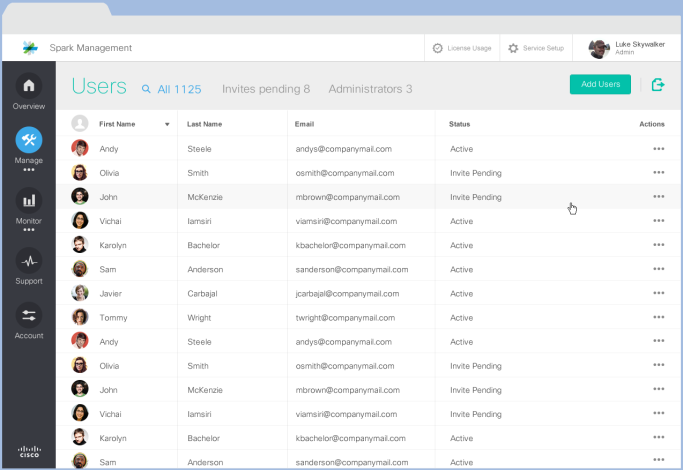 Spark Management
License Usage
Service Setup
Luke Skywalker
Admin
Users
All 1125
Invites pending 8
Administrators 3
Add Users
Overview
Manage
Monitor
Support
Account
cisco
First Name Last Name Email Status Actions
Andy Steele andys@companymail.com Active
Olivia Smith osmith@companymail.com Invite Pending
John McKenzie mbrown@companymail.com Invite Pending
Vichai Iamsiri viamsiri@companymail.com Active
Karolyn Bachelor kbachelor@companymail.com Active
Sam Anderson sanderson@companymail.com Active
Javier Carbajal jcarbajal@companymail.com Active
Tommy Wright twright@companymail.com Active
Andy Steele andys@companymail.com Active
Olivia Smith osmith@companymail.com Invite Pending
John McKenzie mbrown@companymail.com Invite Pending
Vichai Iamsiri viamsiri@companymail.com Invite Pending
Karolyn Bachelor kbachelor@companymail.com Active
Sam Anderson sanderson@companymail.com Active